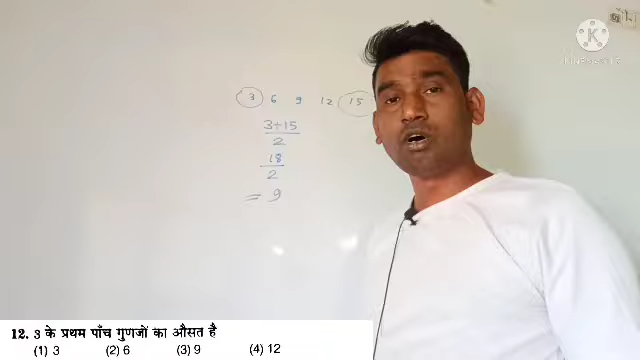 KINEMASTER
3 6 9 12 15
3+15
2
18
2
= 9
12. 3 के प्रथम पाँच गुणजों का औसत है
(1) 3 (2) 6 (3) 9 (4) 12